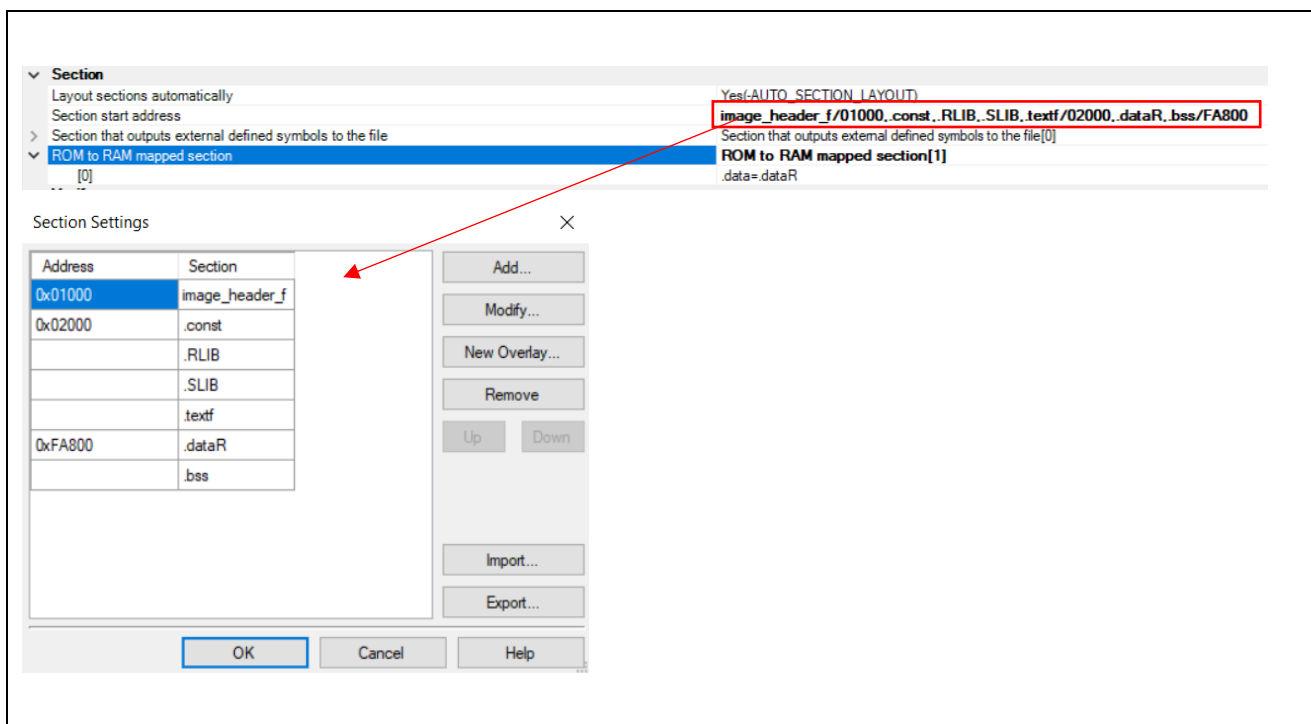 Section
Layout sections automatically Yes(-AUTO_SECTION_LAYOUT)
Section start address image_header_f/01000,.const,.RLIB,.SLIB,.textf/02000,.dataR,.bss/FA800
Section that outputs external defined symbols to the file Section that outputs external defined symbols to the file[0]
ROM to RAM mapped section ROM to RAM mapped section[1]
[0] .data=.dataR
Section Settings
Address Section
0x01000 image_header_f
0x02000 .const
.RLIB
.SLIB
.textf
0xFA800 .dataR
.bss
Add...
Modify...
New Overlay...
Remove
Up Down
Import...
Export...
OK Cancel Help